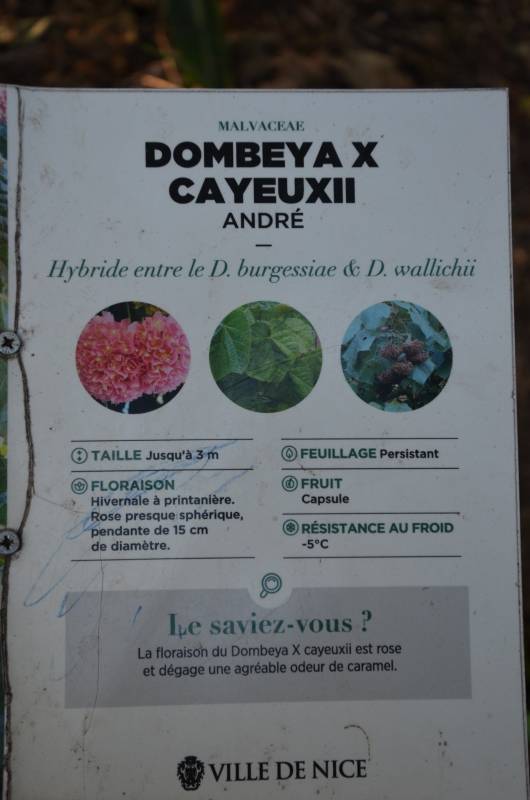 MALVACEAE
DOMBEYA X
CAYEUXII
ANDRÉ
Hybride entre le D. burgessiae & D. wallichii
TAILLE Jusqu'à 3 m
FLORAISON
Hivernale à printanière.
Rose presque sphérique,
pendante de 15 cm
de diamètre.
FEUILLAGE Persistant
FRUIT
Capsule
RÉSISTANCE AU FROID
-5°C
Le saviez-vous ?
La floraison du Dombeya X cayeuxii est rose
et dégage une agréable odeur de caramel.
VILLE DE NICE